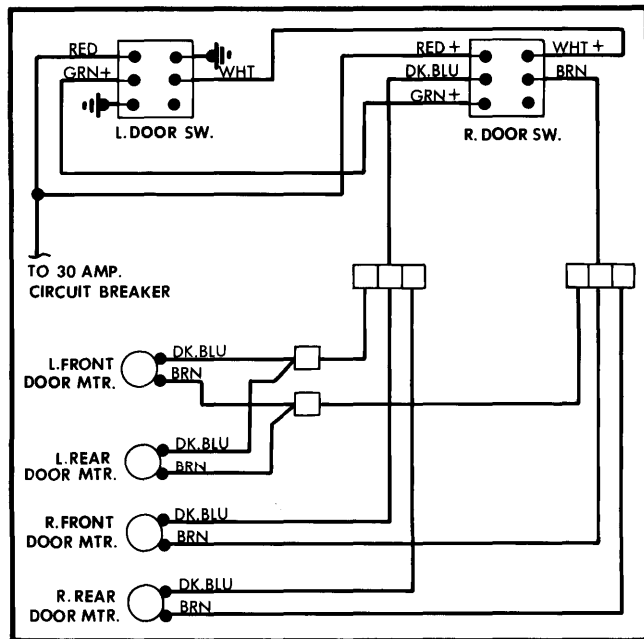 RED
GRN+
WHT
L.DOOR SW.
RED +
DK.BLU
GRN +
WHT +
BRN
R.DOOR SW.
TO 30 AMP.
CIRCUIT BREAKER
L.FRONT
DOOR MTR.
DK.BLU
BRN
L.REAR
DOOR MTR.
DK.BLU
BRN
R.FRONT
DOOR MTR.
DK.BLU
BRN
R.REAR
DOOR MTR.
DK.BLU
BRN